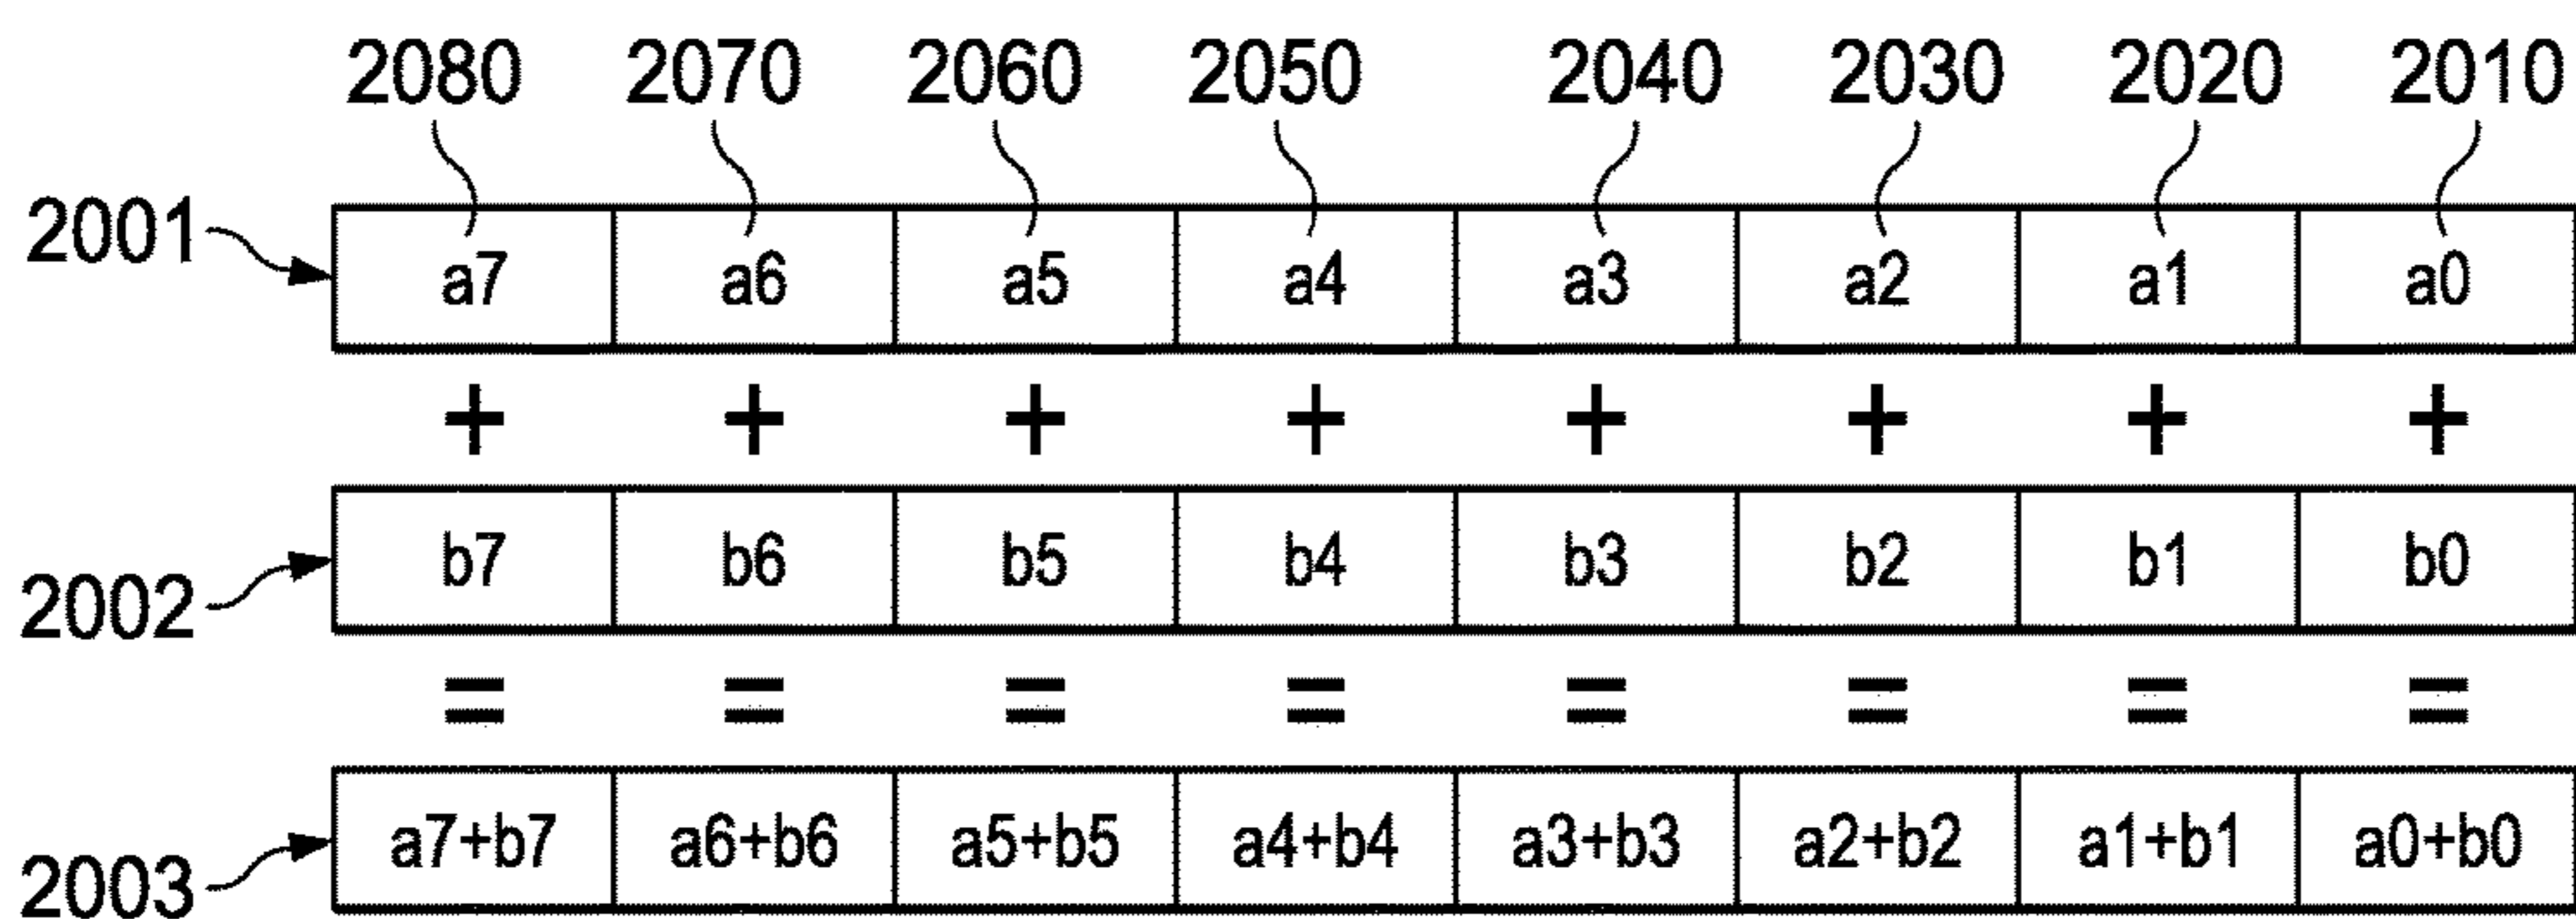 2080 2070 2060 2050 2040 2030 2020 2010
2001
a7 a6 a5 a4 a3 a2 a1 a0
+ + + + + + + +
2002
b7 b6 b5 b4 b3 b2 b1 b0
= = = = = = = =
2003
a7+b7 a6+b6 a5+b5 a4+b4 a3+b3 a2+b2 a1+b1 a0+b0